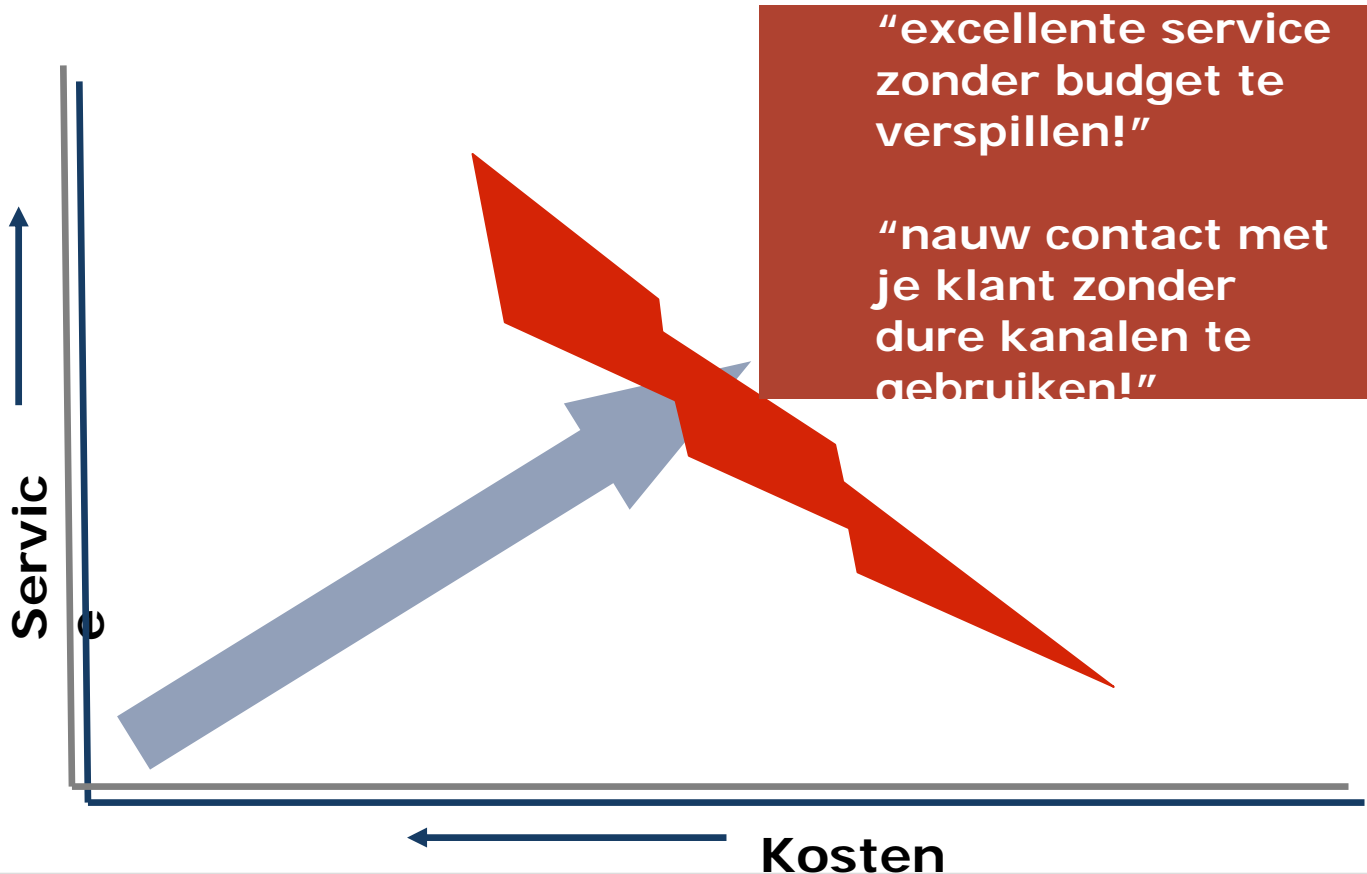 “excellente service
zonder budget te
verspillen!”
“nauw contact met
je klant zonder
dure kanalen te
gebruiken!”
Servic
e
Kosten